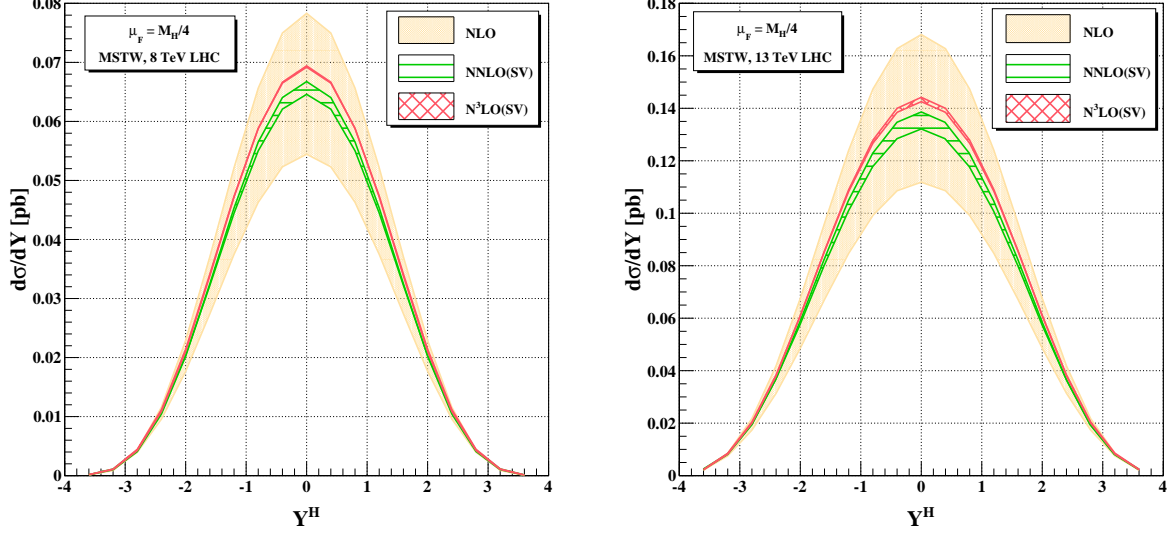 dσ/dY [pb]
0.08
0.07
0.06
0.05
0.04
0.03
0.02
0.01
0
μF = MH/4
MSTW, 8 TeV LHC
NLO
NNLO(SV)
N³LO(SV)
-4 -3 -2 -1 0 1 2 3 4
Y^H
dσ/dY [pb]
0.18
0.16
0.14
0.12
0.1
0.08
0.06
0.04
0.02
0
μF = MH/4
MSTW, 13 TeV LHC
NLO
NNLO(SV)
N³LO(SV)
-4 -3 -2 -1 0 1 2 3 4
Y^H